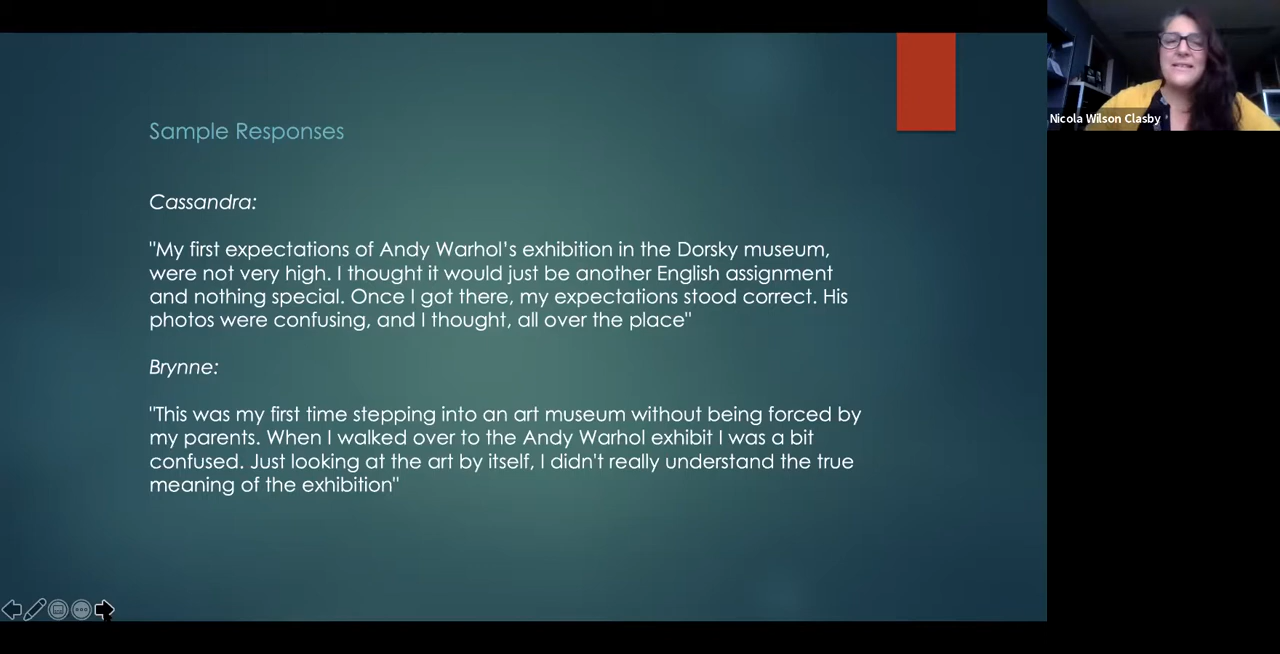 Sample Responses
Cassandra:
"My first expectations of Andy Warhol's exhibition in the Dorsky museum,
were not very high. I thought it would just be another English assignment
and nothing special. Once I got there, my expectations stood correct. His
photos were confusing, and I thought, all over the place"
Brynne:
"This was my first time stepping into an art museum without being forced by
my parents. When I walked over to the Andy Warhol exhibit I was a bit
confused. Just looking at the art by itself, I didn't really understand the true
meaning of the exhibition"
Nicola Wilson Clasby